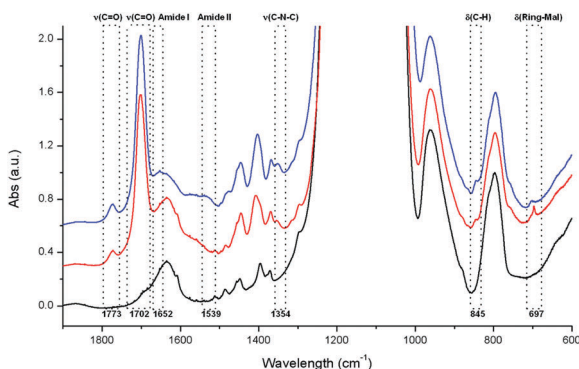 ν(C=O) ν(C=O) Amide I Amide II ν(C-N-C) δ(C-H) δ(Ring-Mal)
2.0
1.6
1.2
0.8
0.4
0.0
Abs (a.u.)
1773 1702 1652 1539 1354 845 697
1800 1600 1400 1200 1000 800 600
Wavelength (cm⁻¹)